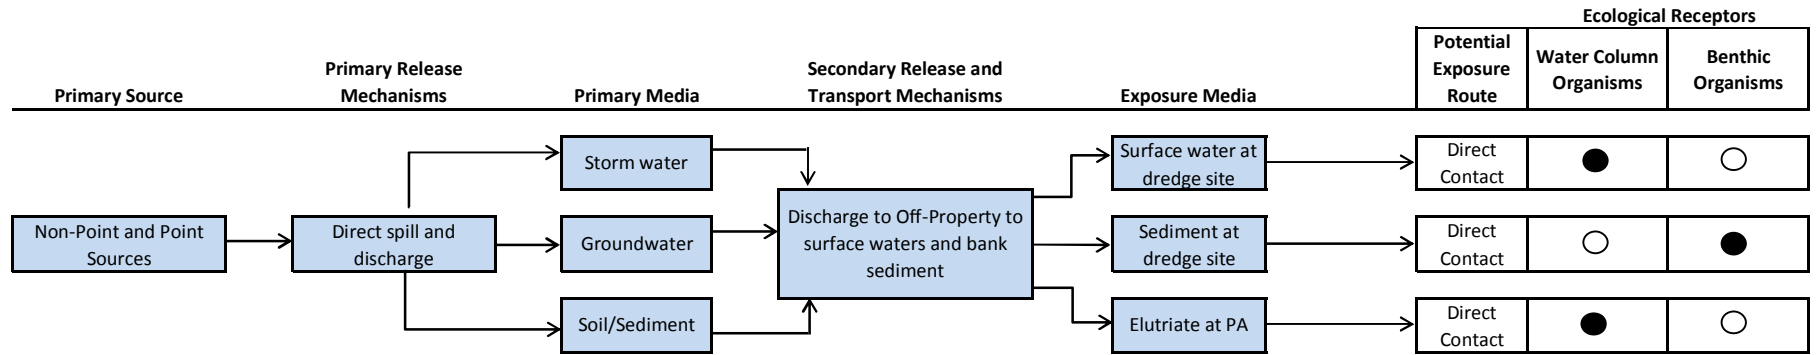 Ecological Receptors
Primary Source
Primary Release
Mechanisms
Primary Media
Secondary Release and
Transport Mechanisms
Exposure Media
Potential
Exposure
Route
Water Column
Organisms
Benthic
Organisms
Non-Point and Point
Sources
Direct spill and
discharge
Storm water
Groundwater
Soil/Sediment
Discharge to Off-Property to
surface waters and bank
sediment
Surface water at
dredge site
Direct
Contact
Sediment at
dredge site
Direct
Contact
Elutriate at PA
Direct
Contact